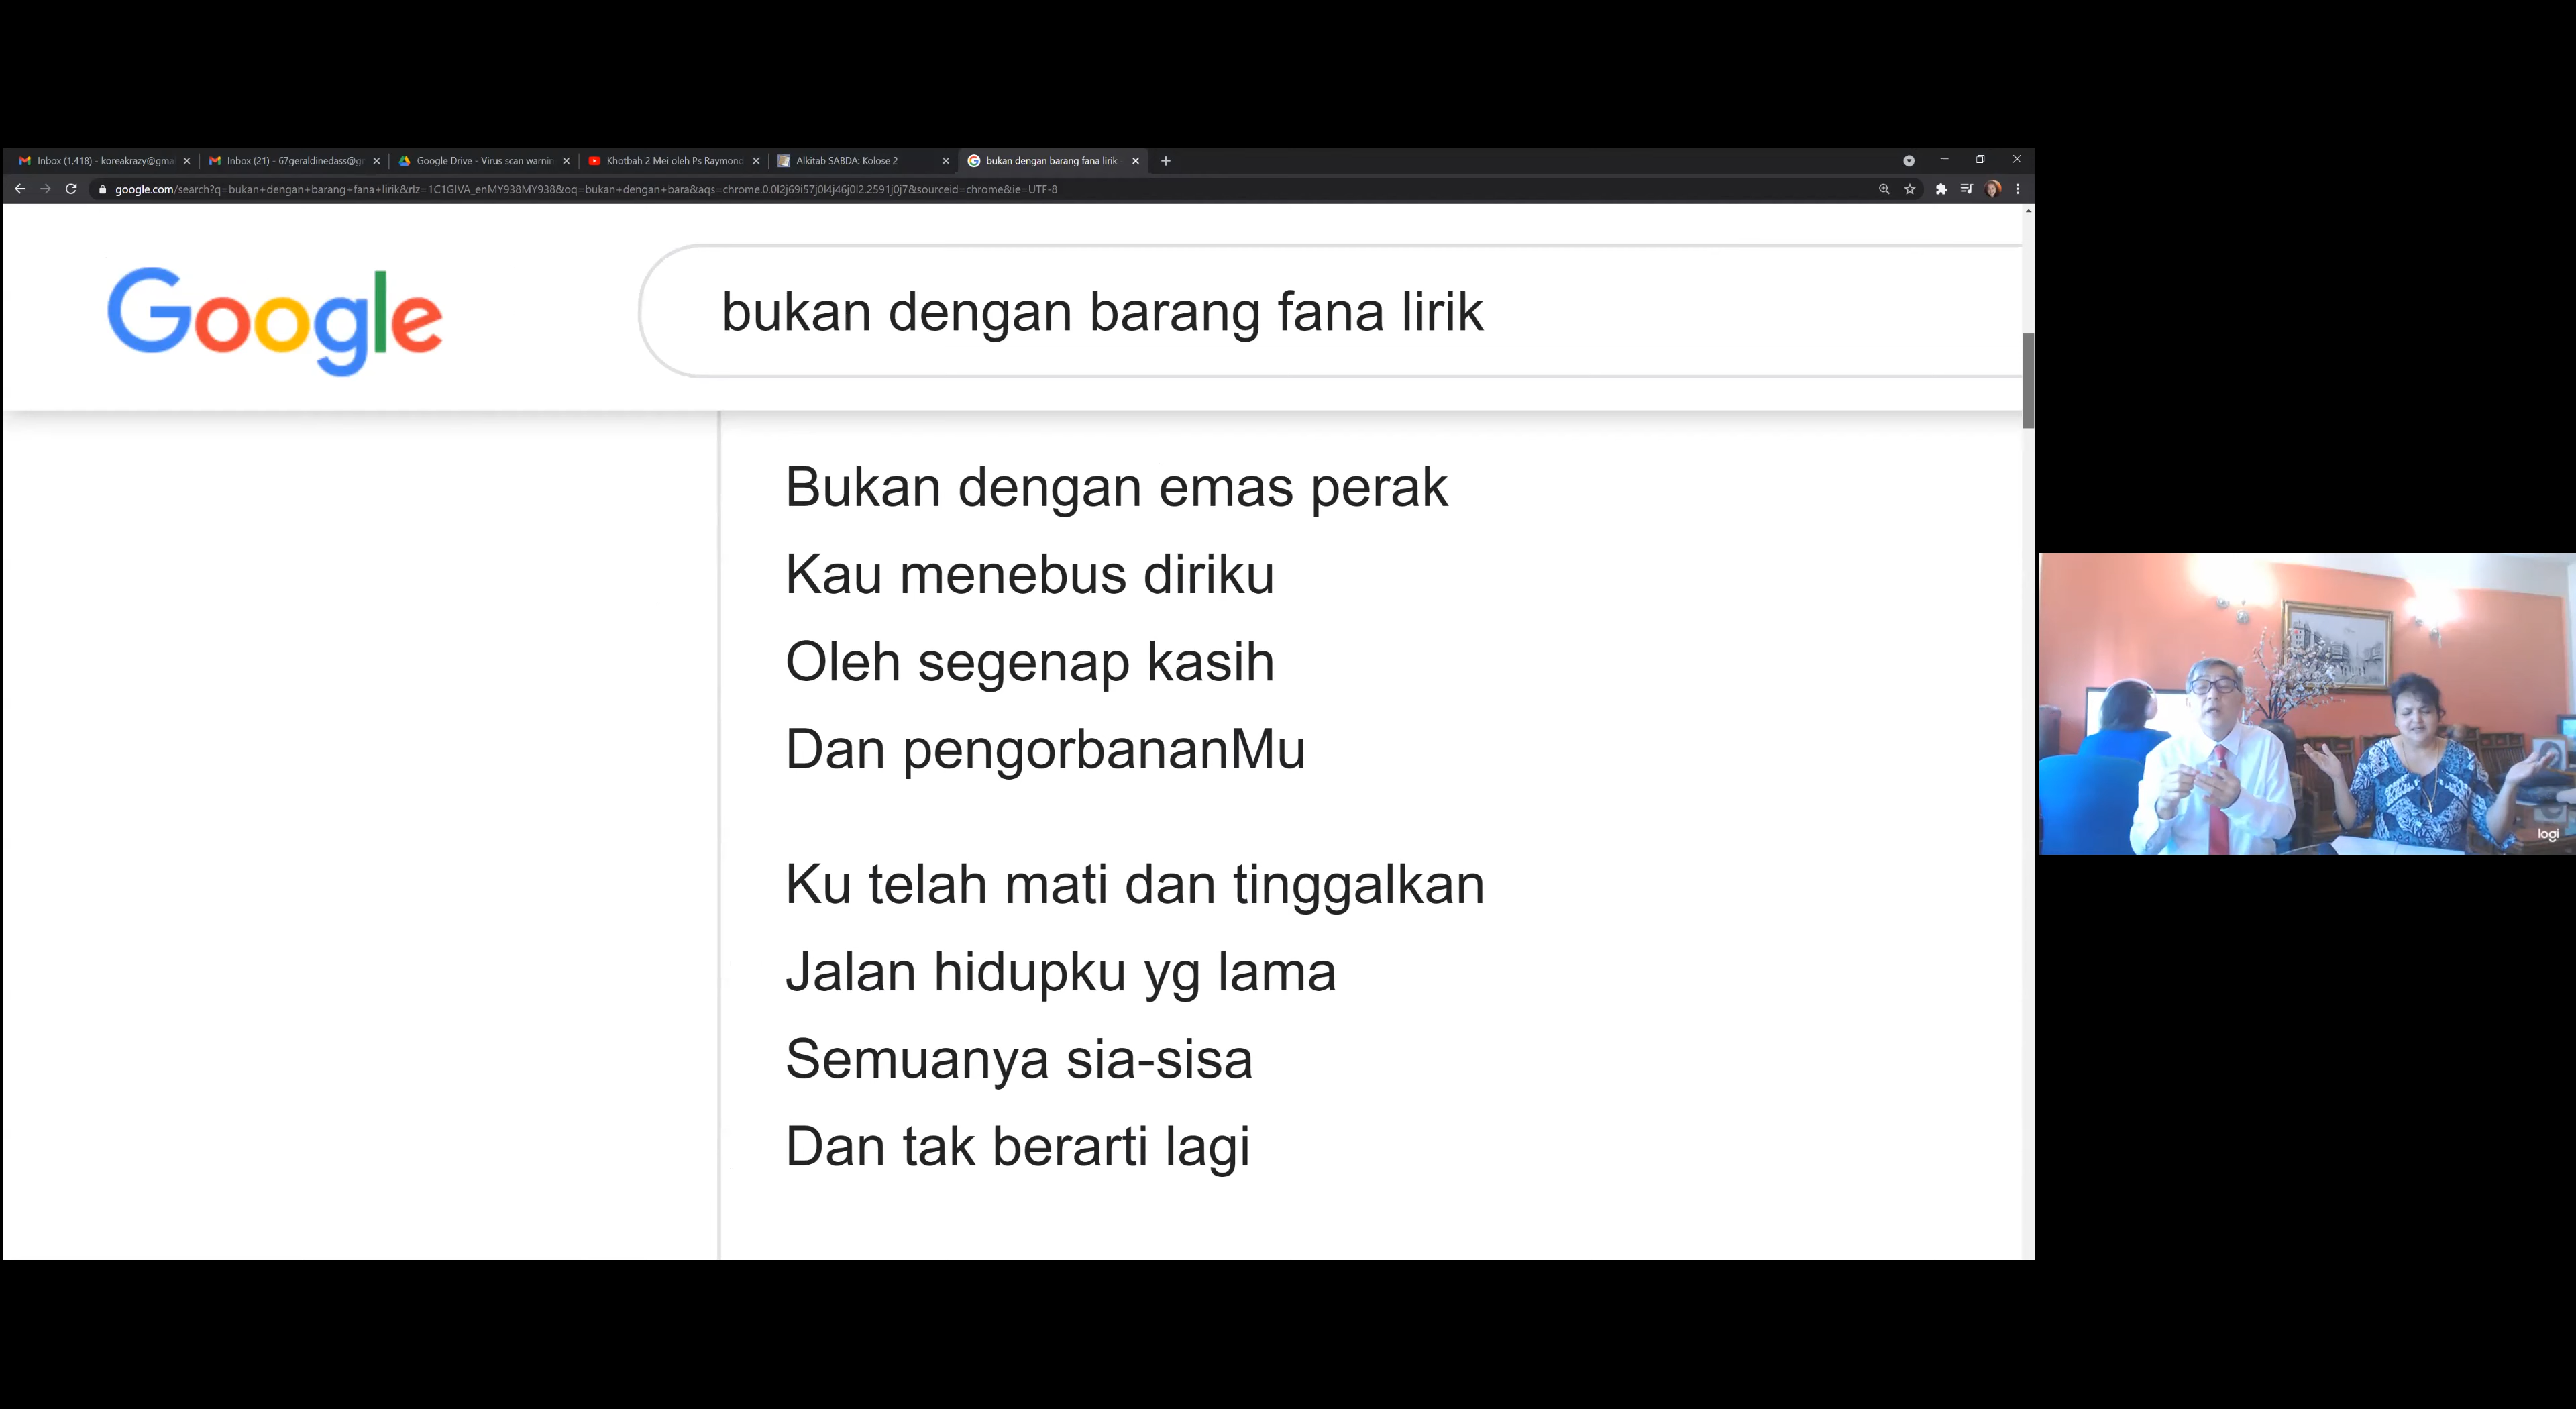 Inbox (1,418) - koreakrazy@gma
Inbox (21) - 67geraldinedass@g
Google Drive - Virus scan warnin
Khotbah 2 Mei oleh Ps Raymond
Alkitab SABDA: Kolose 2
bukan dengan barang fana lirik
google.com/search?q=bukan+dengan+barang+fana+lirik&rlz=1C1GIVA_enMY938MY938&oq=bukan+dengan+bara&aqs=chrome.0.0l2j69i57j0l4j46j0l2.2591j0j7&sourceid=chrome&ie=UTF-8
Google
bukan dengan barang fana lirik
Bukan dengan emas perak
Kau menebus diriku
Oleh segenap kasih
Dan pengorbananMu
Ku telah mati dan tinggalkan
Jalan hidupku yg lama
Semuanya sia-sisa
Dan tak berarti lagi
logi